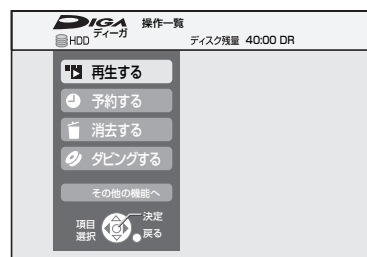 DIGA 操作一覧
HDD ディーガ ディスク残量 40:00 DR
再生する
予約する
消去する
ダビングする
その他の機能へ
項目 決定
選択 戻る